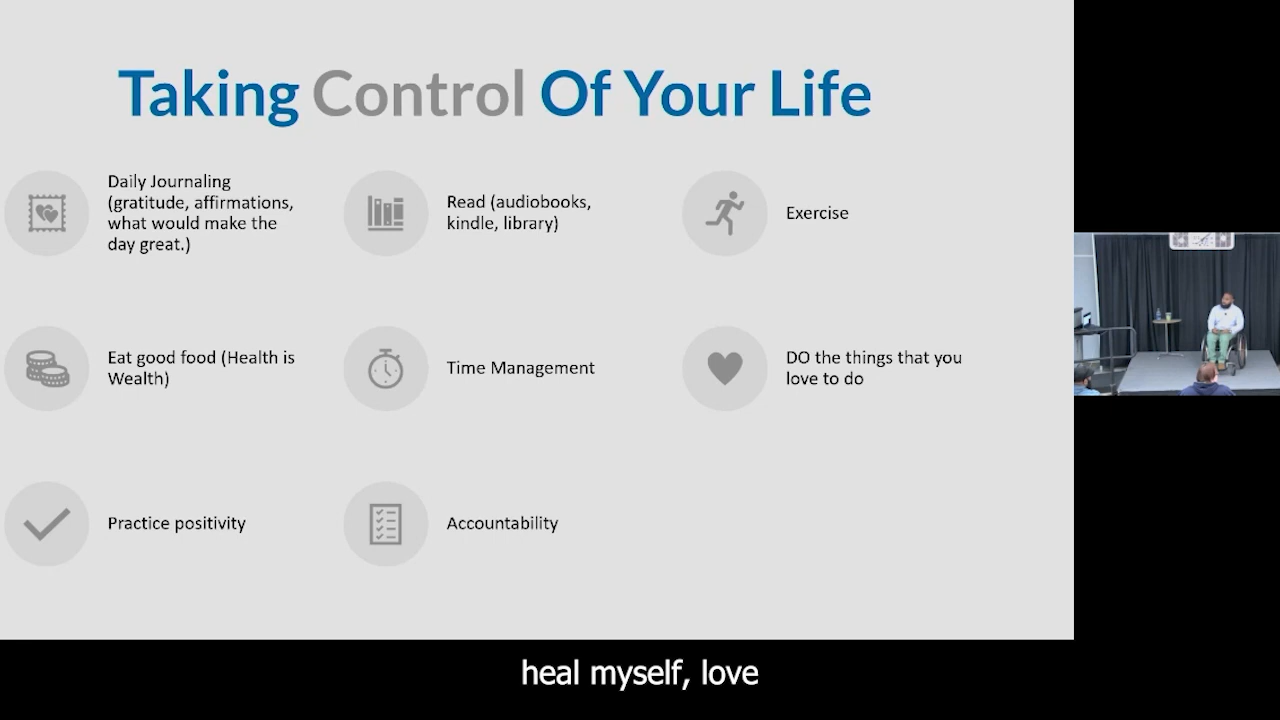 Taking Control Of Your Life
Daily Journaling
(gratitude, affirmations,
what would make the
day great.)
Read (audiobooks,
kindle, library)
Exercise
Eat good food (Health is
Wealth)
Time Management
DO the things that you
love to do
Practice positivity
Accountability
heal myself, love